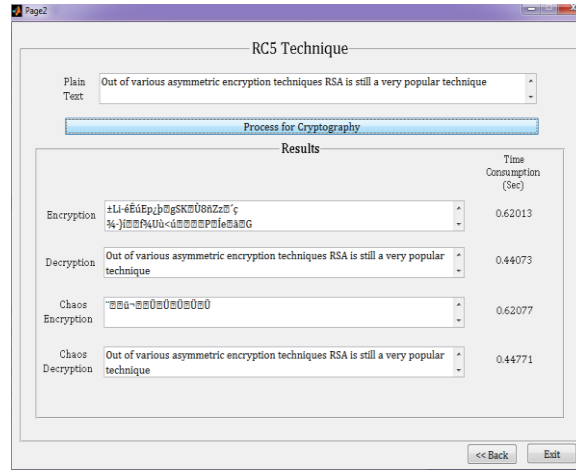 Page2
RC5 Technique
Plain
Text
Out of various asymmetric encryption techniques RSA is still a very popular technique
Process for Cryptography
Results
Time
Consumption
(Sec)
Encryption
0.62013
Decryption
Out of various asymmetric encryption techniques RSA is still a very popular
technique
0.44073
Chaos
Encryption
0.62077
Chaos
Decryption
Out of various asymmetric encryption techniques RSA is still a very popular
technique
0.44771
<< Back
Exit